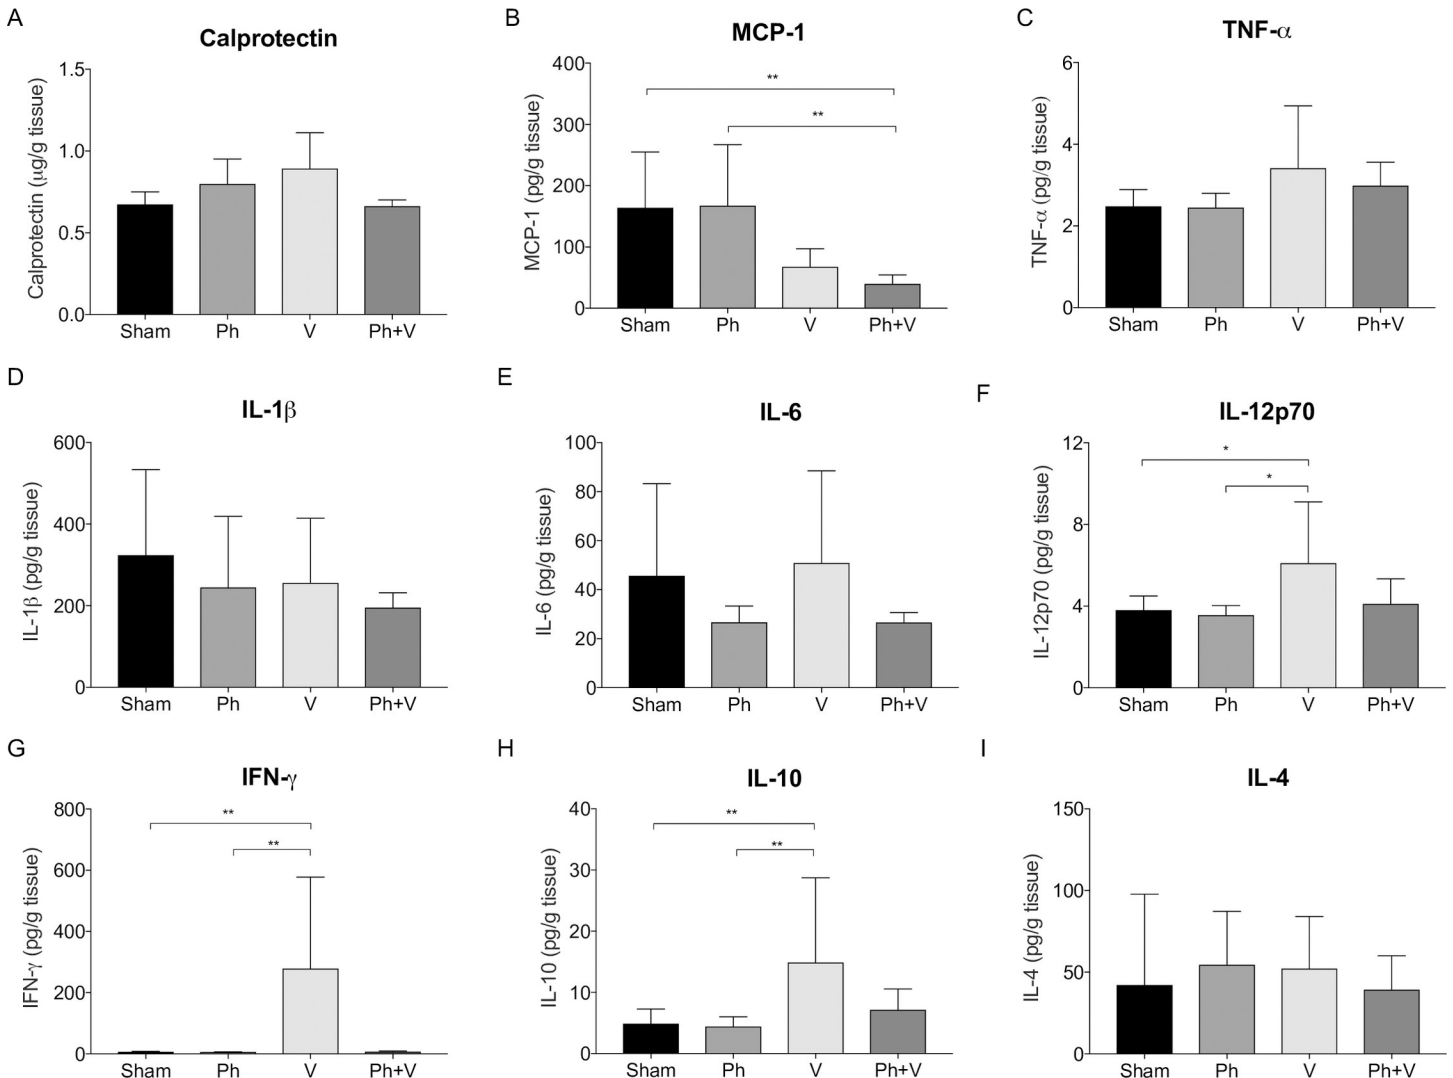 A
Calprotectin
Calprotectin (μg/g tissue)
1.5
1.0
0.5
0.0
Sham Ph V Ph+V
B
MCP-1
MCP-1 (pg/g tissue)
400
300
200
100
0
**
**
Sham Ph V Ph+V
C
TNF-α
TNF-α (pg/g tissue)
6
4
2
0
Sham Ph V Ph+V
D
IL-1β
IL-1β (pg/g tissue)
600
400
200
0
Sham Ph V Ph+V
E
IL-6
IL-6 (pg/g tissue)
100
80
60
40
20
0
Sham Ph V Ph+V
F
IL-12p70
IL-12p70 (pg/g tissue)
12
8
4
0
*
*
Sham Ph V Ph+V
G
IFN-γ
IFN-γ (pg/g tissue)
800
600
400
200
0
**
**
Sham Ph V Ph+V
H
IL-10
IL-10 (pg/g tissue)
40
30
20
10
0
**
**
Sham Ph V Ph+V
I
IL-4
IL-4 (pg/g tissue)
150
100
50
0
Sham Ph V Ph+V